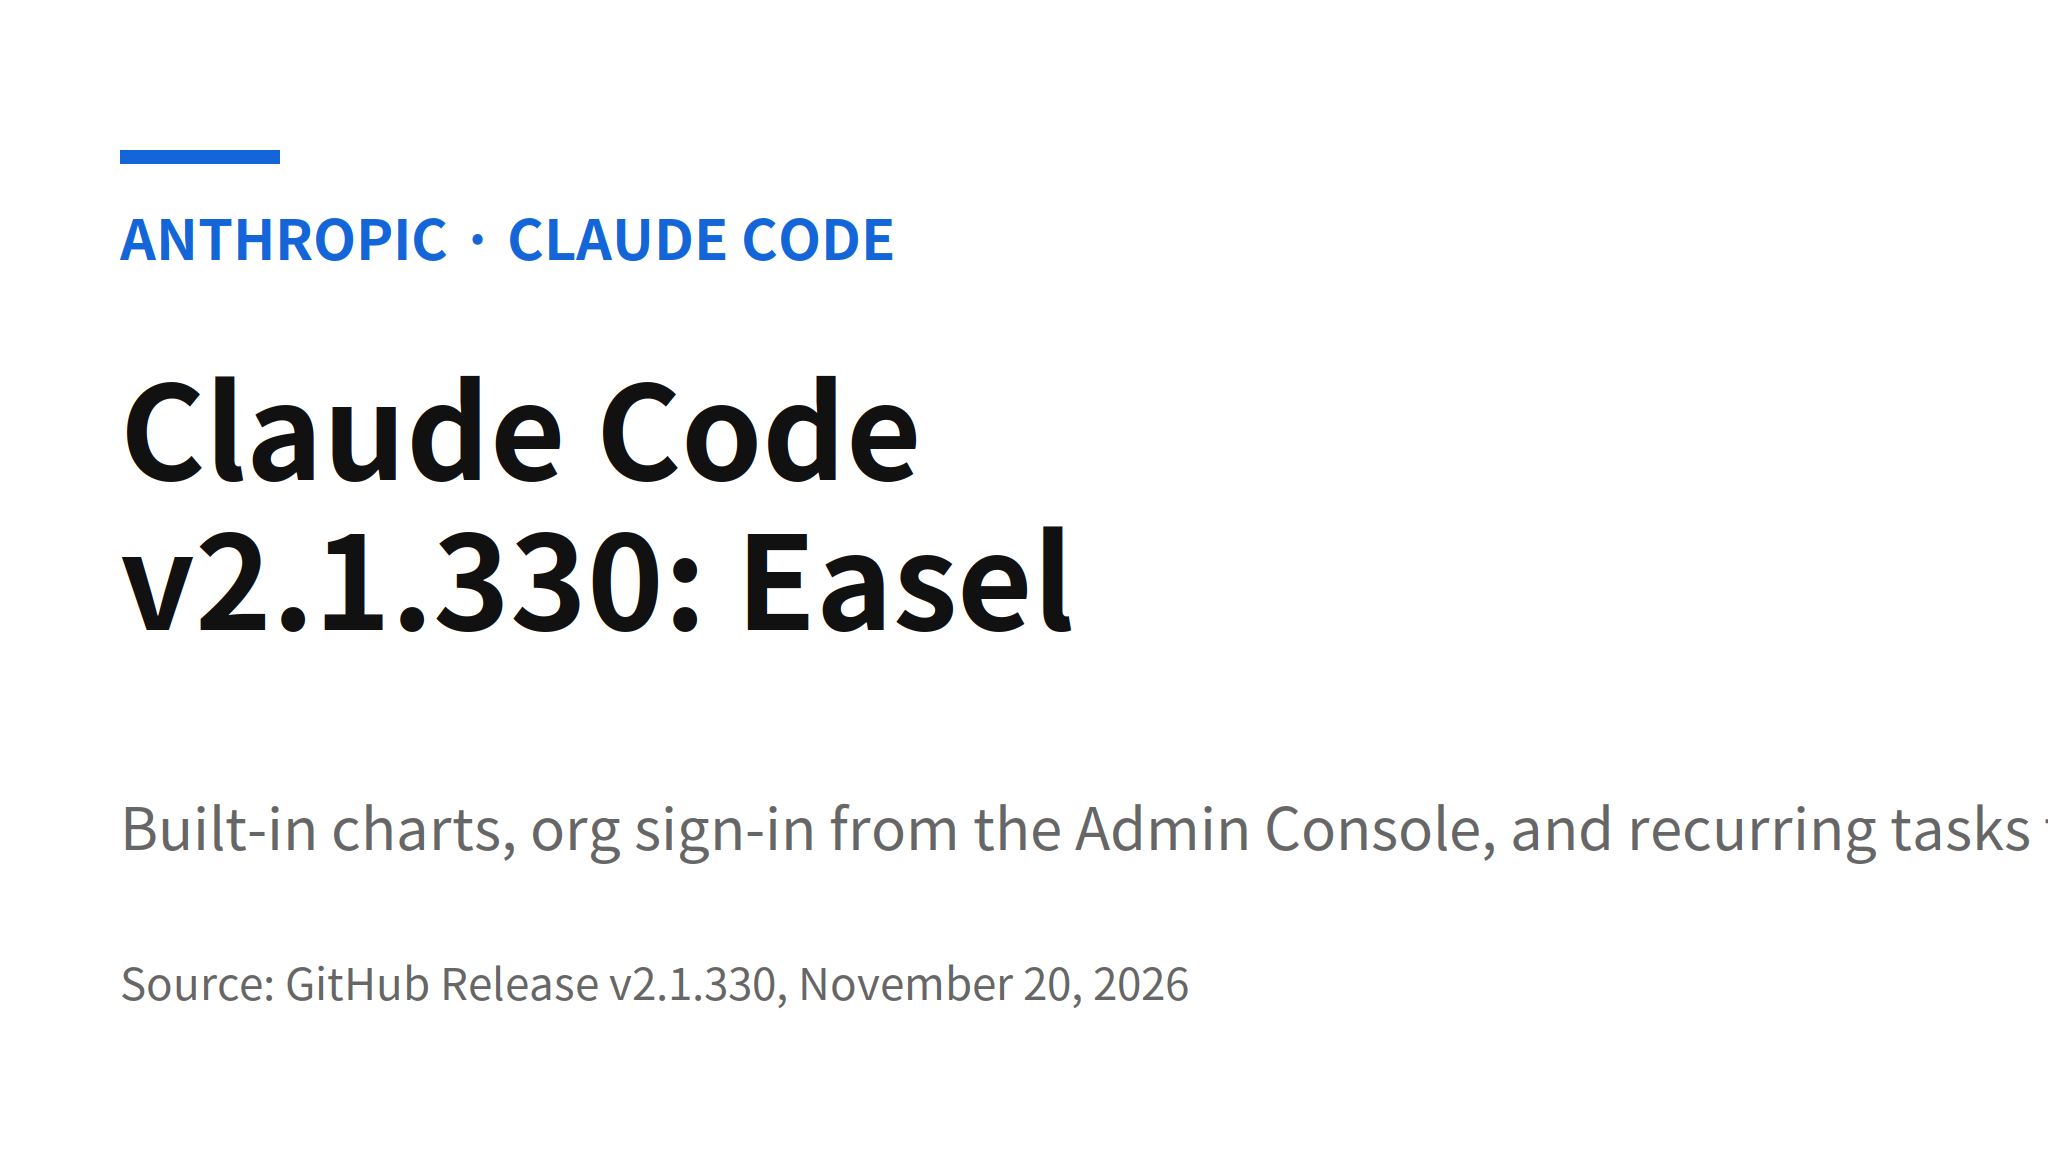 ANTHROPIC · CLAUDE CODE
Claude Code
v2.1.330: Easel
Built-in charts, org sign-in from the Admin Console, and recurring tasks
Source: GitHub Release v2.1.330, November 20, 2026